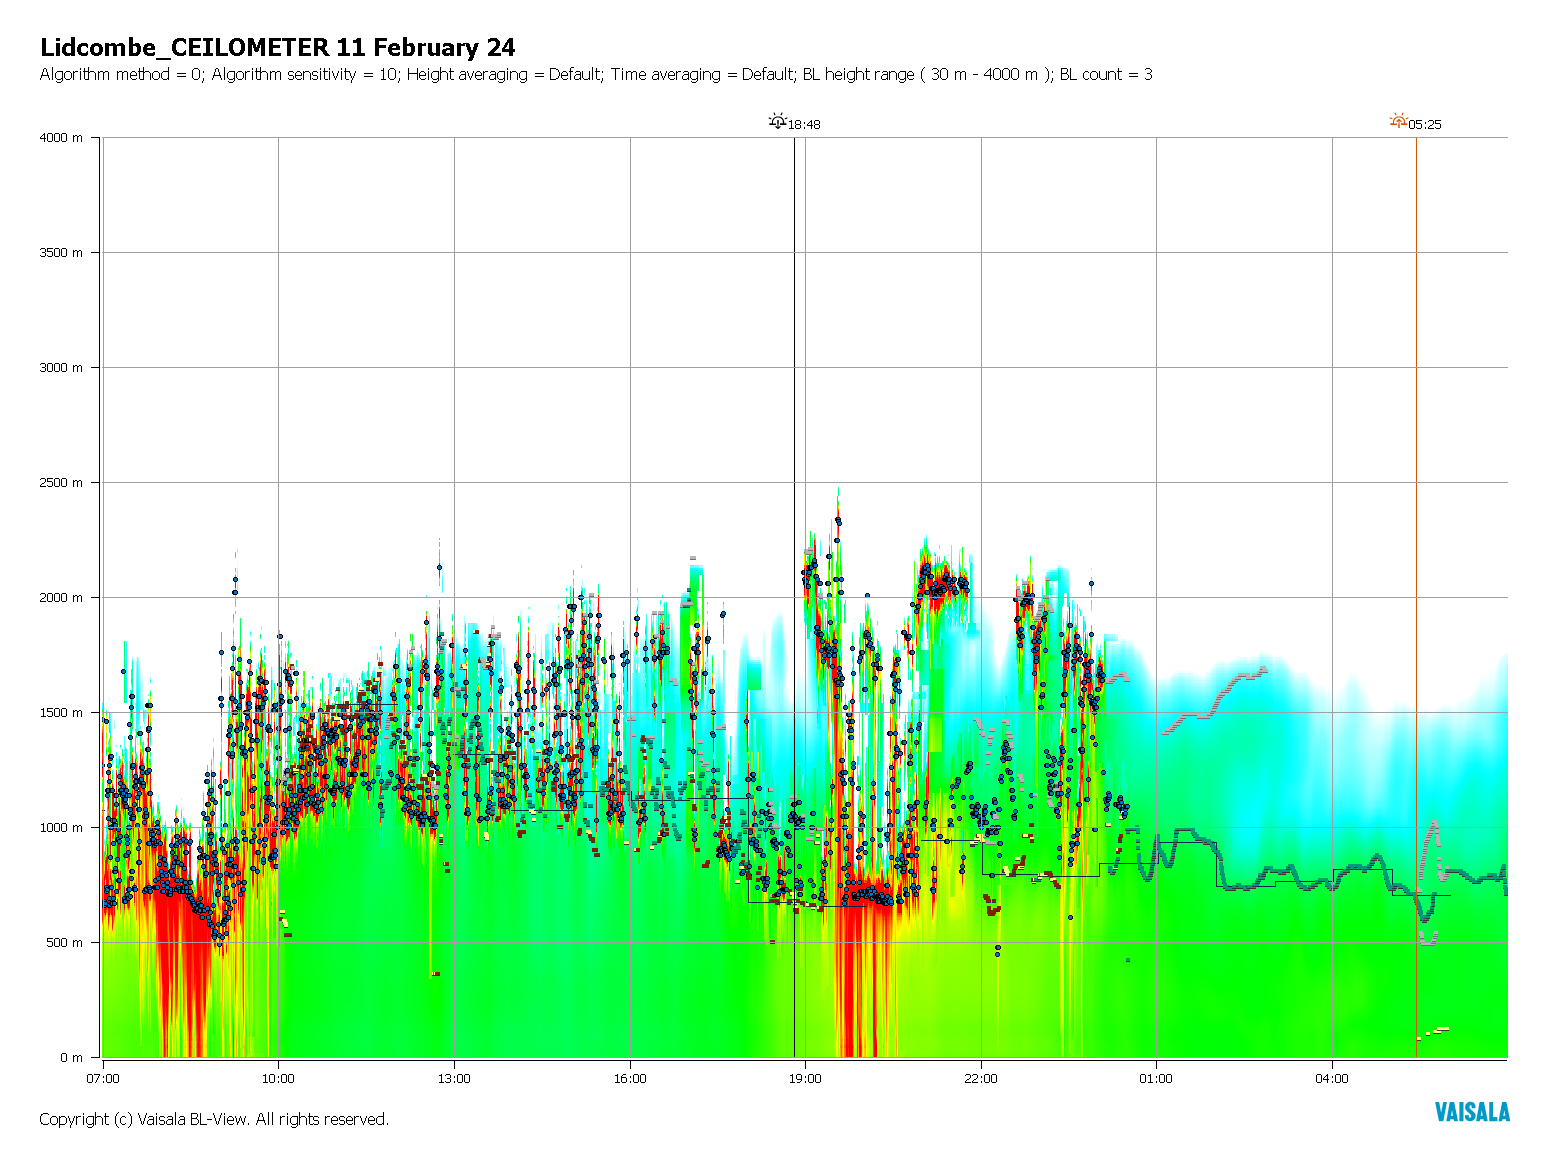 Lidcombe_CEILOMETER 11 February 24
Algorithm method = 0; Algorithm sensitivity = 10; Height averaging = Default; Time averaging = Default; BL height range ( 30 m - 4000 m ); BL count = 3
18:48
05:25
4000 m
3500 m
3000 m
2500 m
2000 m
1500 m
1000 m
500 m
0 m
07:00
10:00
13:00
16:00
19:00
22:00
01:00
04:00
Copyright (c) Vaisala BL-View. All rights reserved.
VAISALA